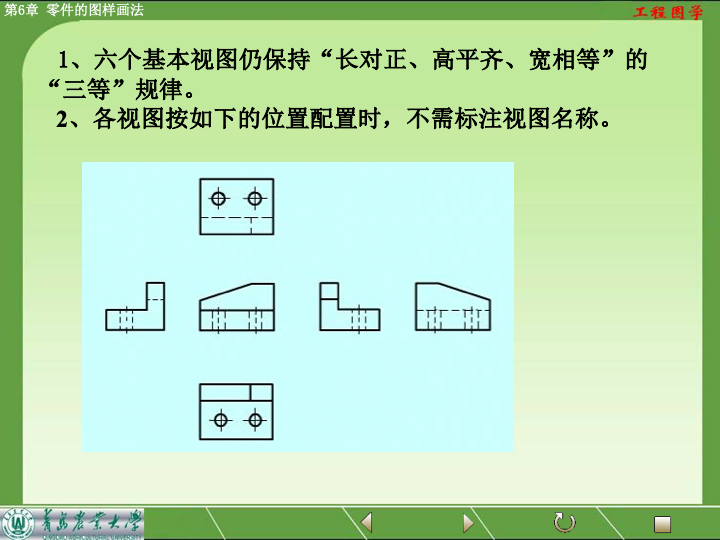 第6章 零件的图样画法
工程图学
1、六个基本视图仍保持“长对正、高平齐、宽相等”的
“三等”规律。
2、各视图按如下的位置配置时，不需标注视图名称。
青岛农业大学